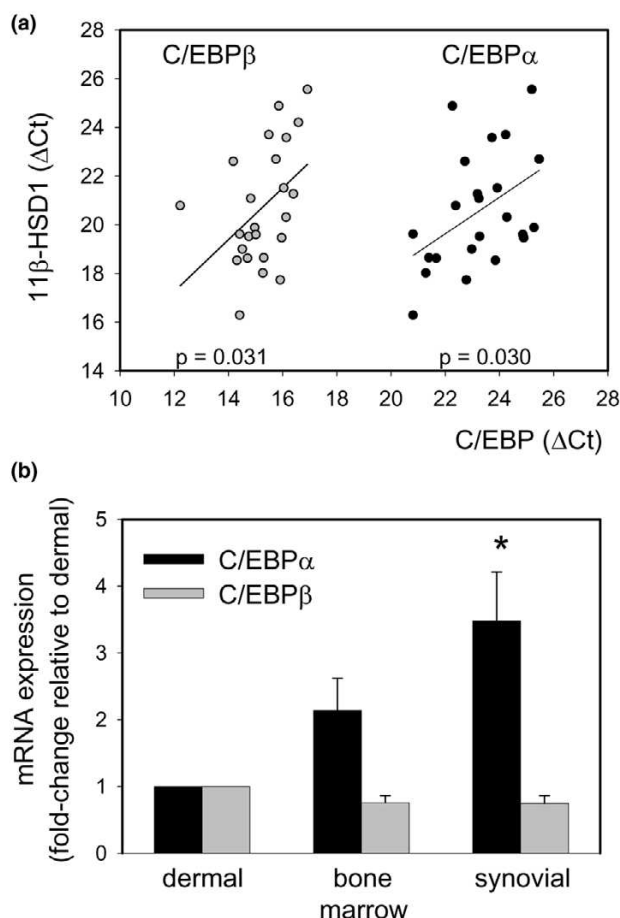 (a)
28
26
24
22
20
18
16
14
11β-HSD1 (ΔCt)
C/EBPβ C/EBPα
p = 0.031 p = 0.030
10 12 14 16 18 20 22 24 26 28
C/EBP (ΔCt)
(b)
5
4
3
2
1
0
mRNA expression
(fold-change relative to dermal)
C/EBPα
C/EBPβ
*
dermal bone synovial
marrow